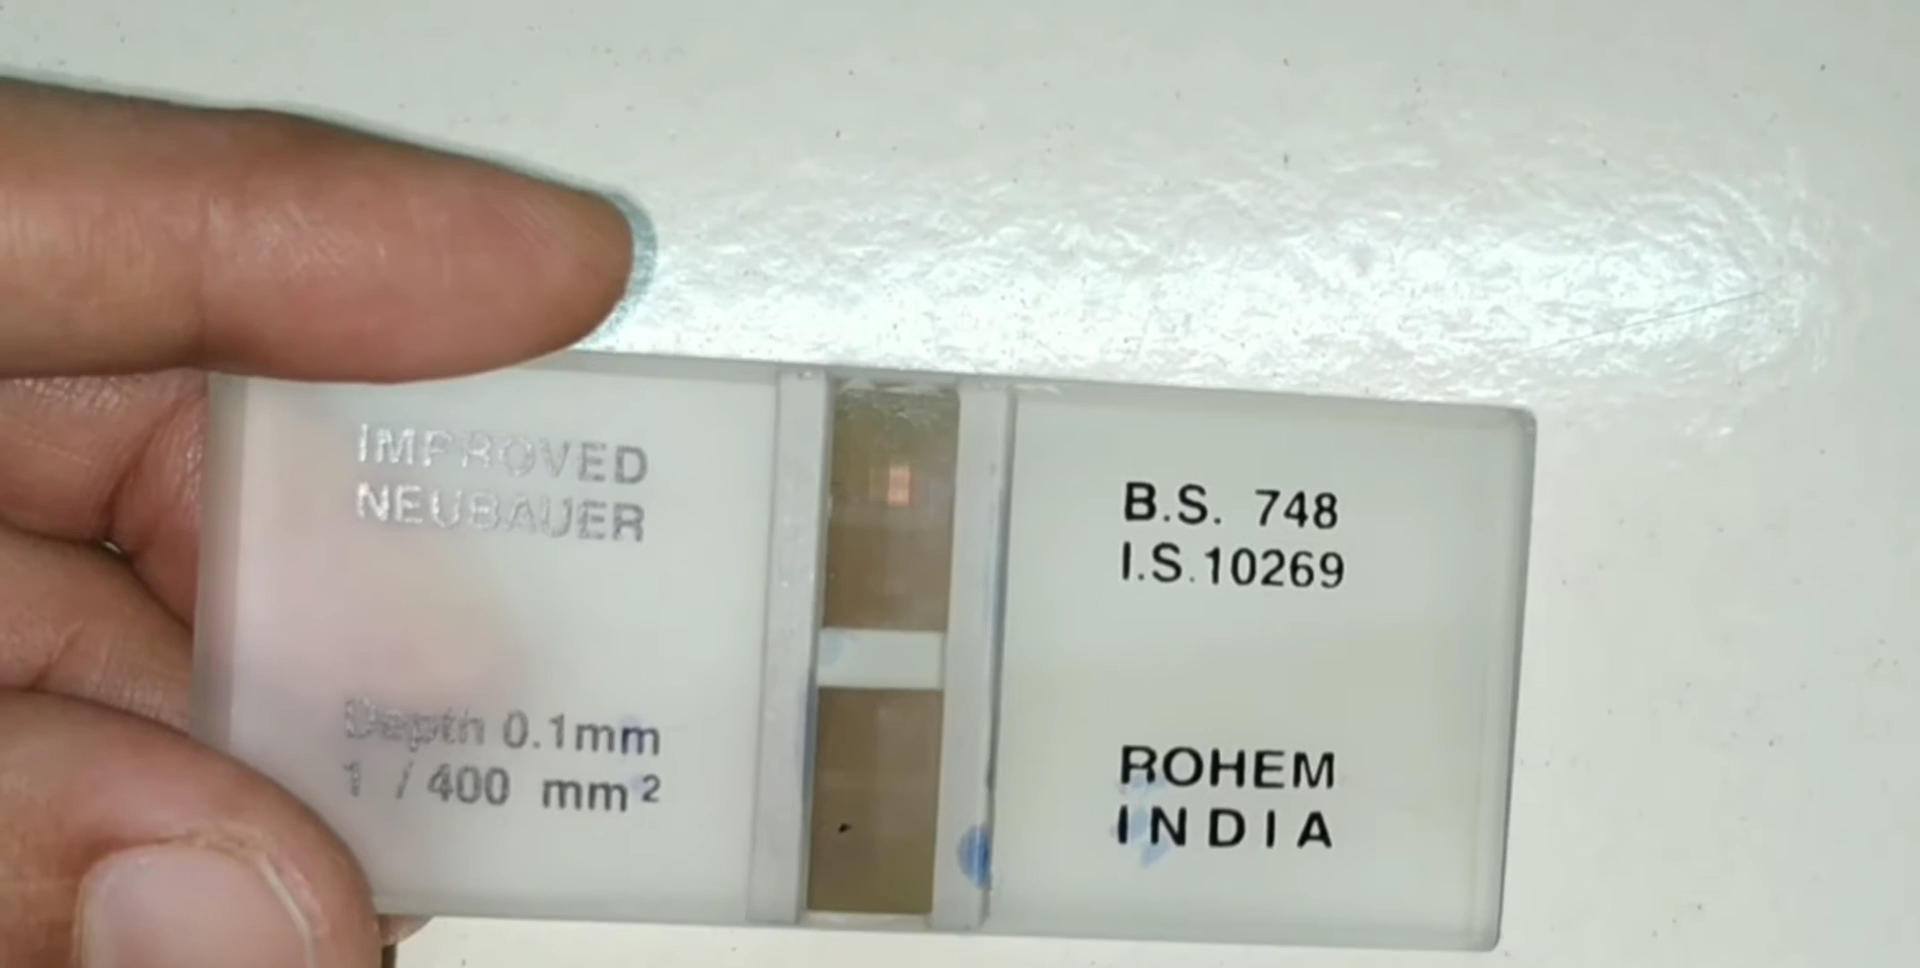 IMPROVED
NEUBAUER
Depth 0.1mm
1 / 400 mm²
B.S. 748
I.S.10269
ROHEM
INDIA